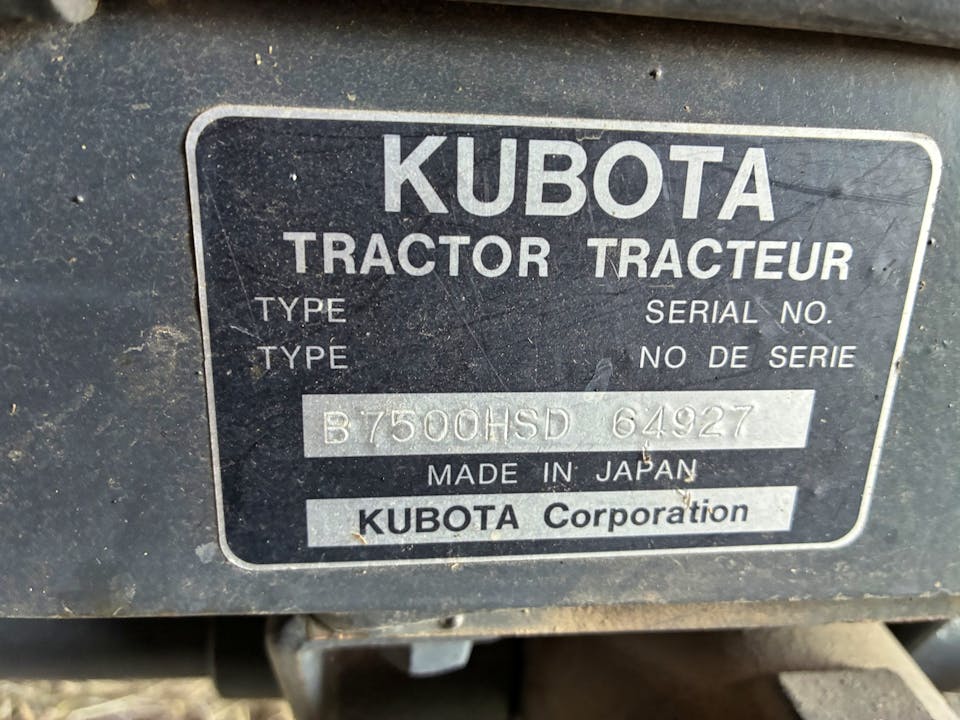 KUBOTA
TRACTOR TRACTEUR
TYPE SERIAL NO.
TYPE NO DE SERIE
B7500HSD 64927
MADE IN JAPAN
KUBOTA Corporation